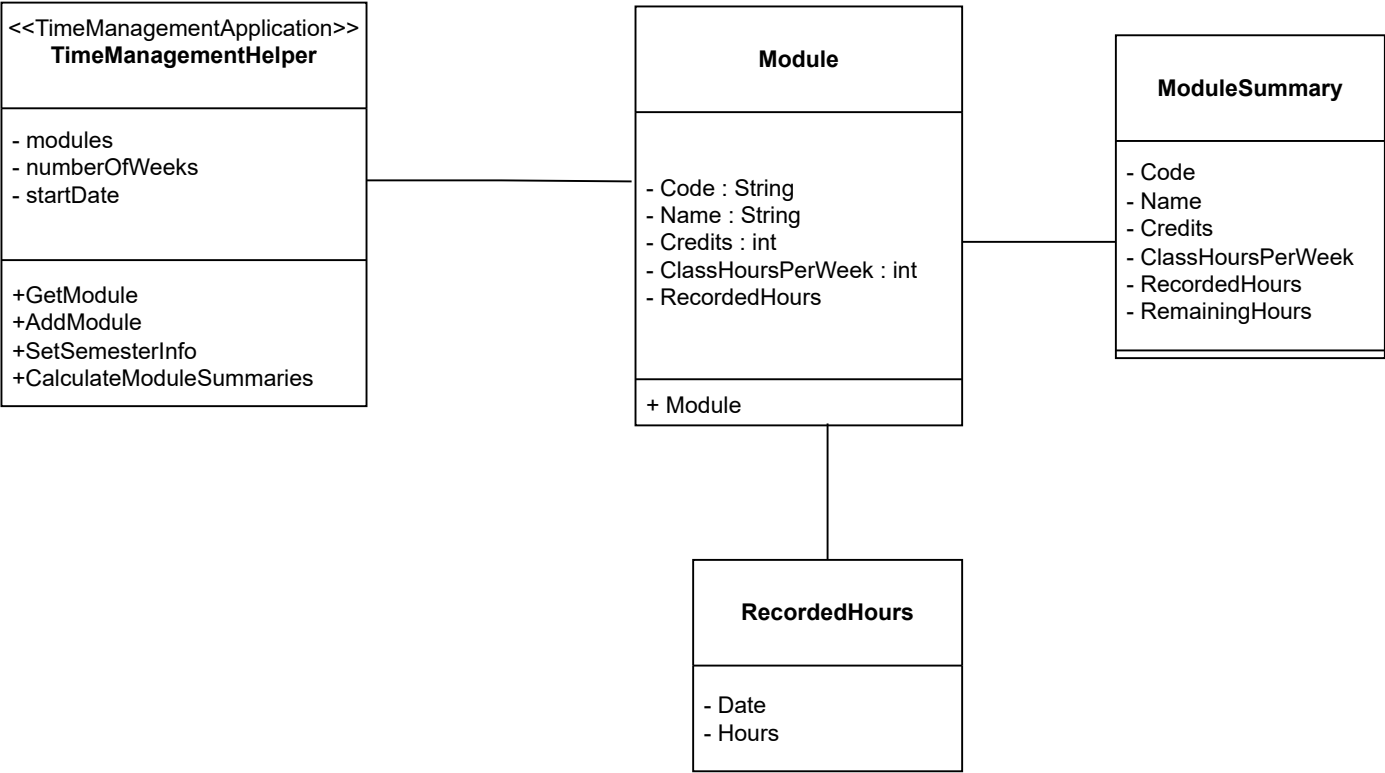 <<TimeManagementApplication>>
TimeManagementHelper
- modules
- numberOfWeeks
- startDate
+GetModule
+AddModule
+SetSemesterInfo
+CalculateModuleSummaries
Module
- Code : String
- Name : String
- Credits : int
- ClassHoursPerWeek : int
- RecordedHours
+ Module
ModuleSummary
- Code
- Name
- Credits
- ClassHoursPerWeek
- RecordedHours
- RemainingHours
RecordedHours
- Date
- Hours